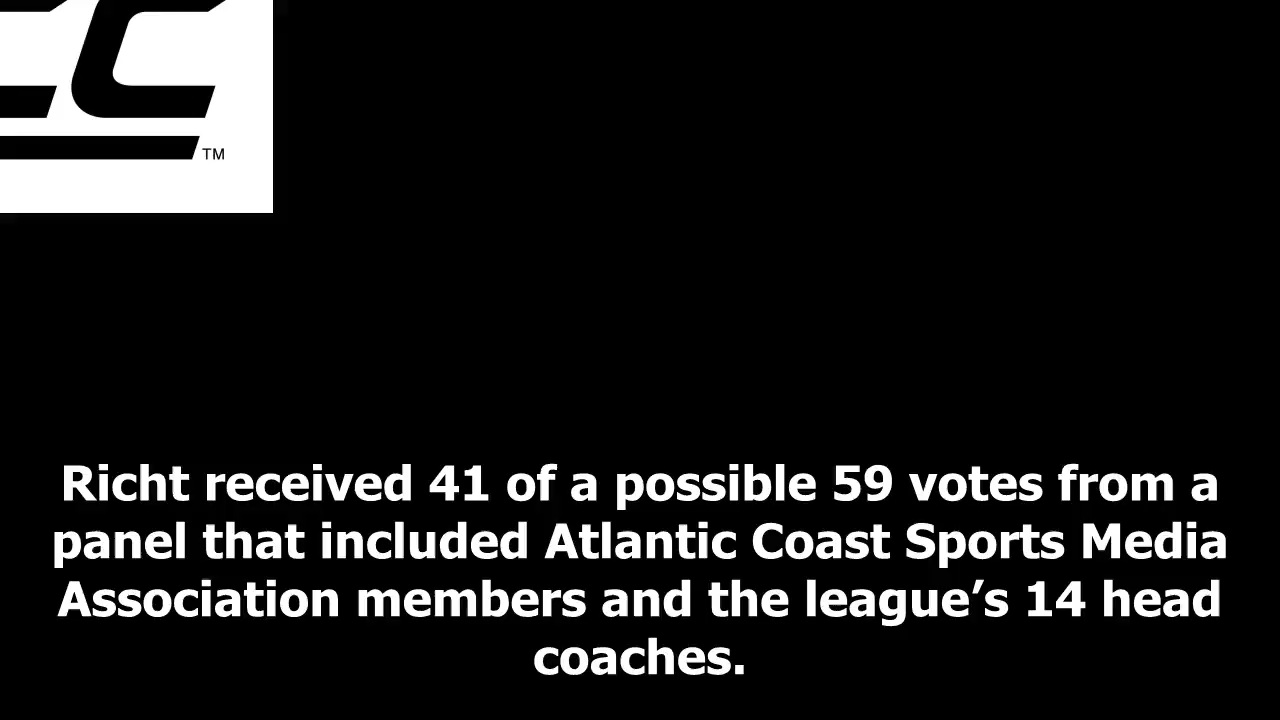 CC
TM
Richt received 41 of a possible 59 votes from a
panel that included Atlantic Coast Sports Media
Association members and the league’s 14 head
coaches.